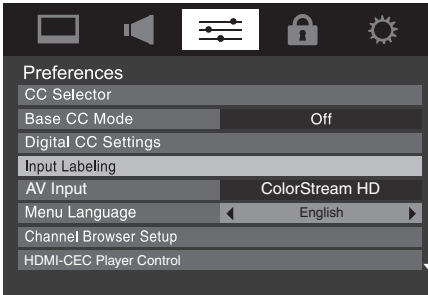 Preferences
CC Selector
Base CC Mode Off
Digital CC Settings
Input Labeling
AV Input ColorStream HD
Menu Language English
Channel Browser Setup
HDMI-CEC Player Control